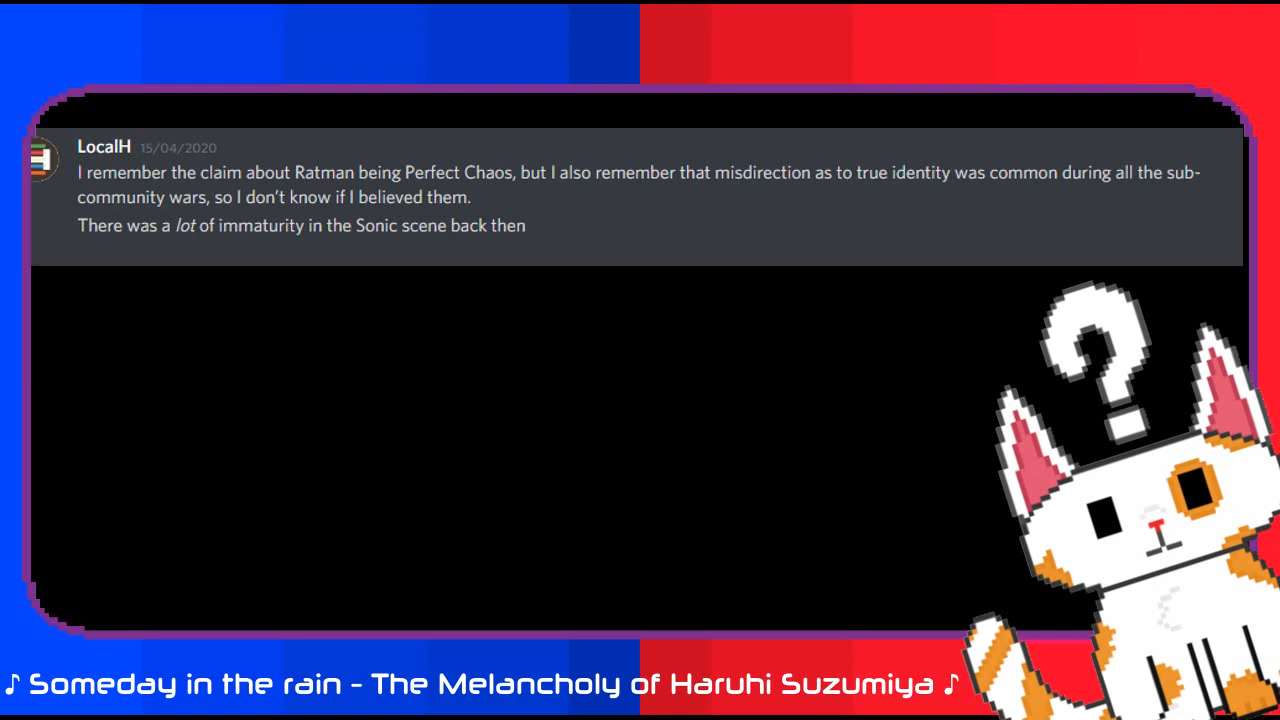 LocalH 15/04/2020
I remember the claim about Ratman being Perfect Chaos, but I also remember that misdirection as to true identity was common during all the sub-
community wars, so I don't know if I believed them.
There was a lot of immaturity in the Sonic scene back then
?
♪ Someday in the rain - The Melancholy of Haruhi Suzumiya ♪